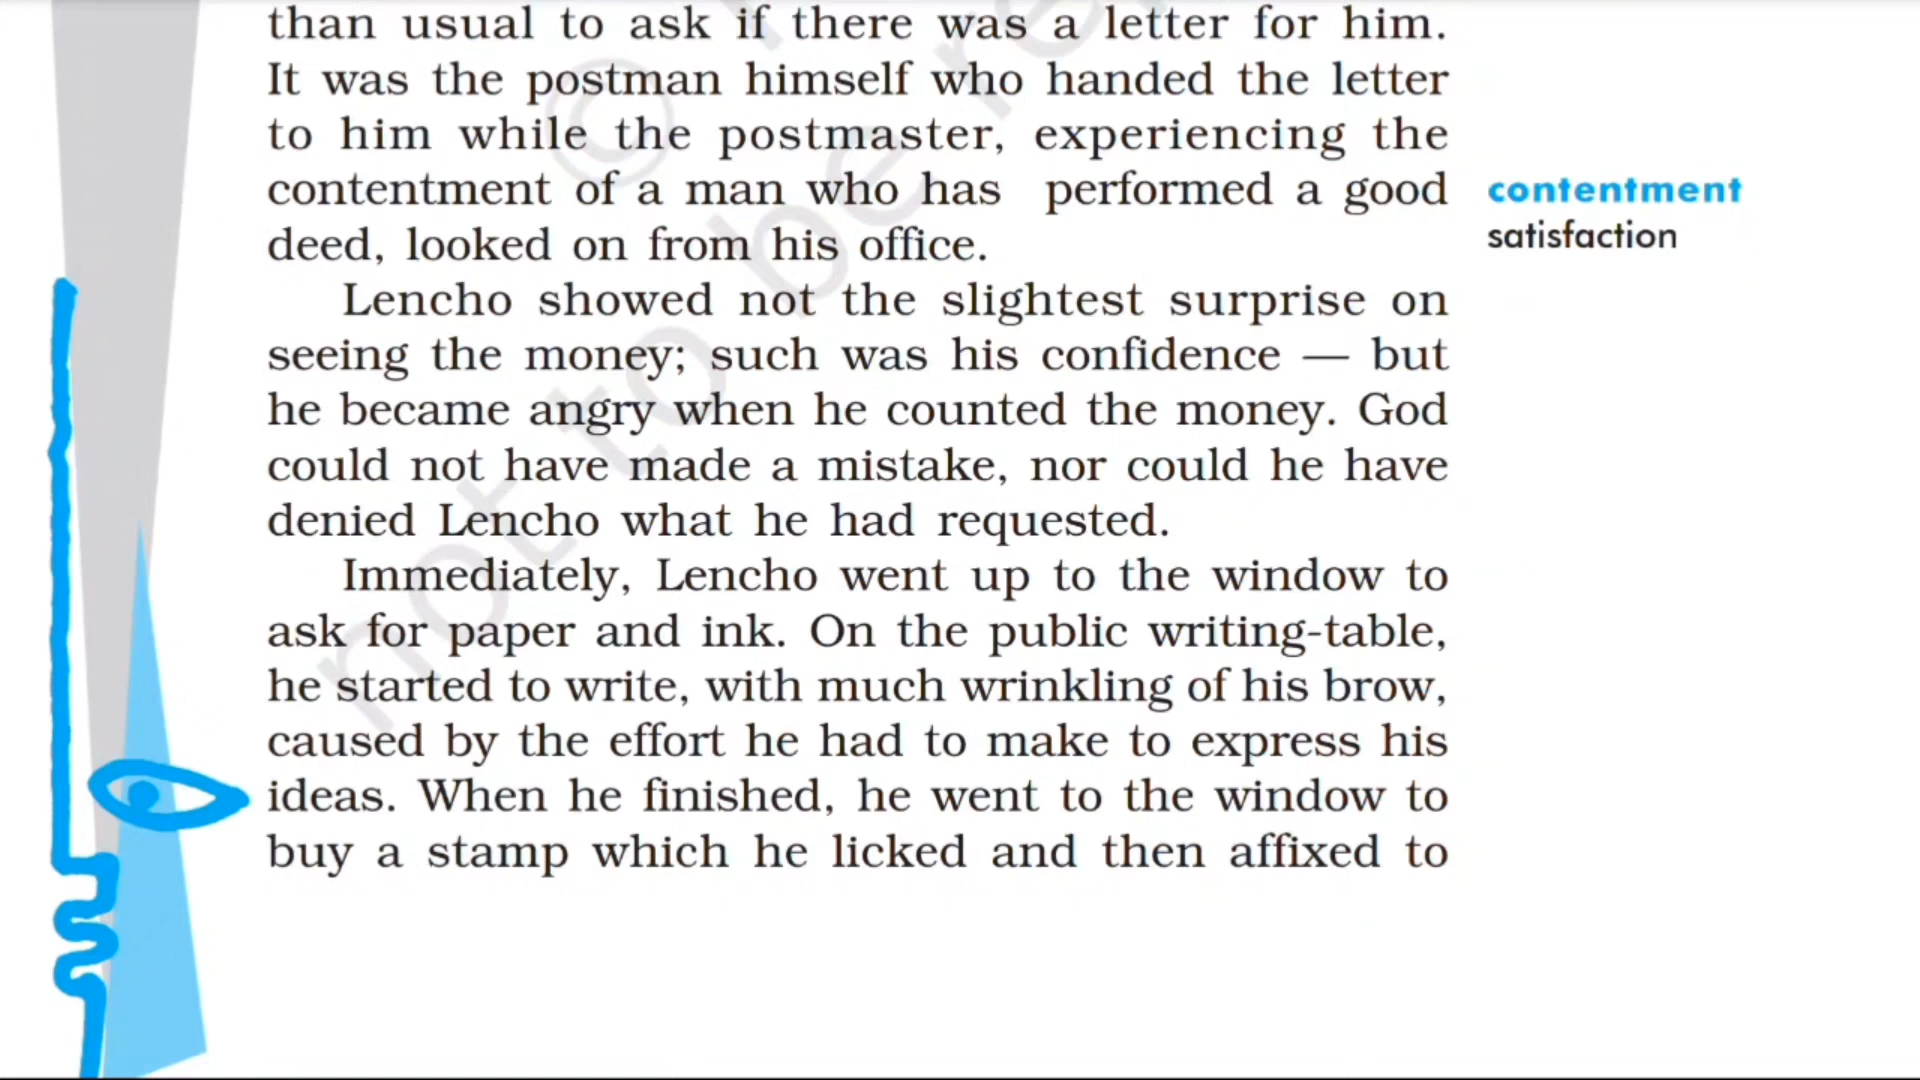 than usual to ask if there was a letter for him.
It was the postman himself who handed the letter
to him while the postmaster, experiencing the
contentment of a man who has performed a good
deed, looked on from his office.
contentment
satisfaction
Lencho showed not the slightest surprise on
seeing the money; such was his confidence — but
he became angry when he counted the money. God
could not have made a mistake, nor could he have
denied Lencho what he had requested.
Immediately, Lencho went up to the window to
ask for paper and ink. On the public writing-table,
he started to write, with much wrinkling of his brow,
caused by the effort he had to make to express his
ideas. When he finished, he went to the window to
buy a stamp which he licked and then affixed to
©
not to be re